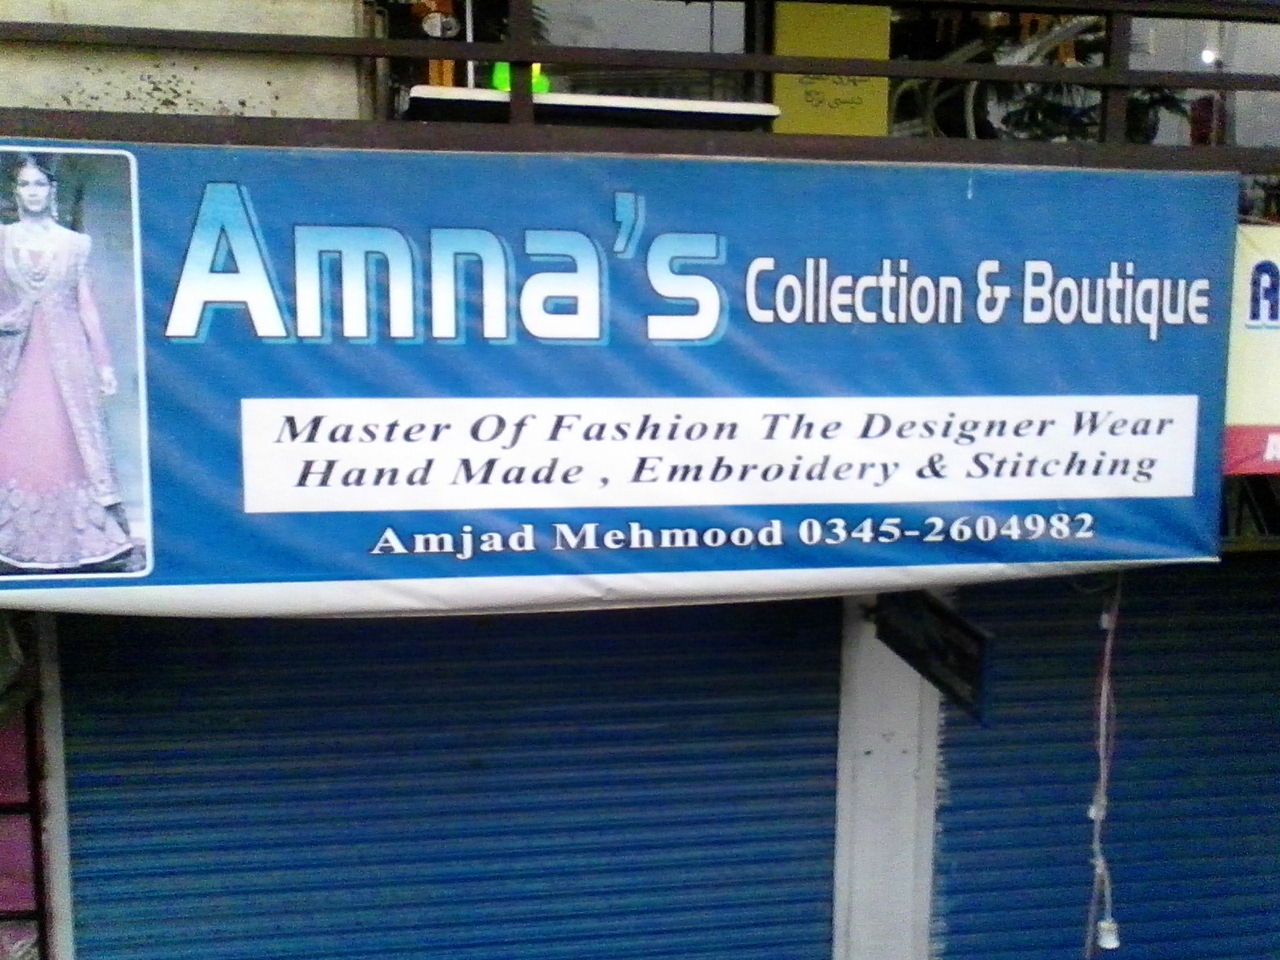 Amna's Collection & Boutique
Master Of Fashion The Designer Wear
Hand Made , Embroidery & Stitching
Amjad Mehmood 0345-2604982